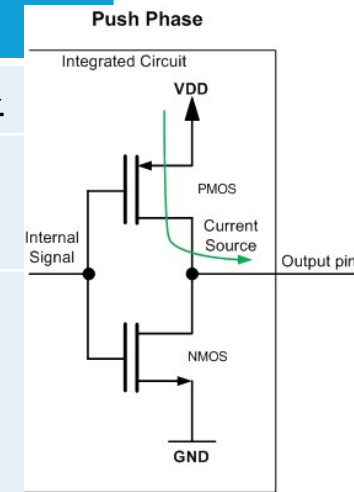 Push Phase
Integrated Circuit
VDD
PMOS
Current
Source
Internal
Signal
Output pin
NMOS
GND